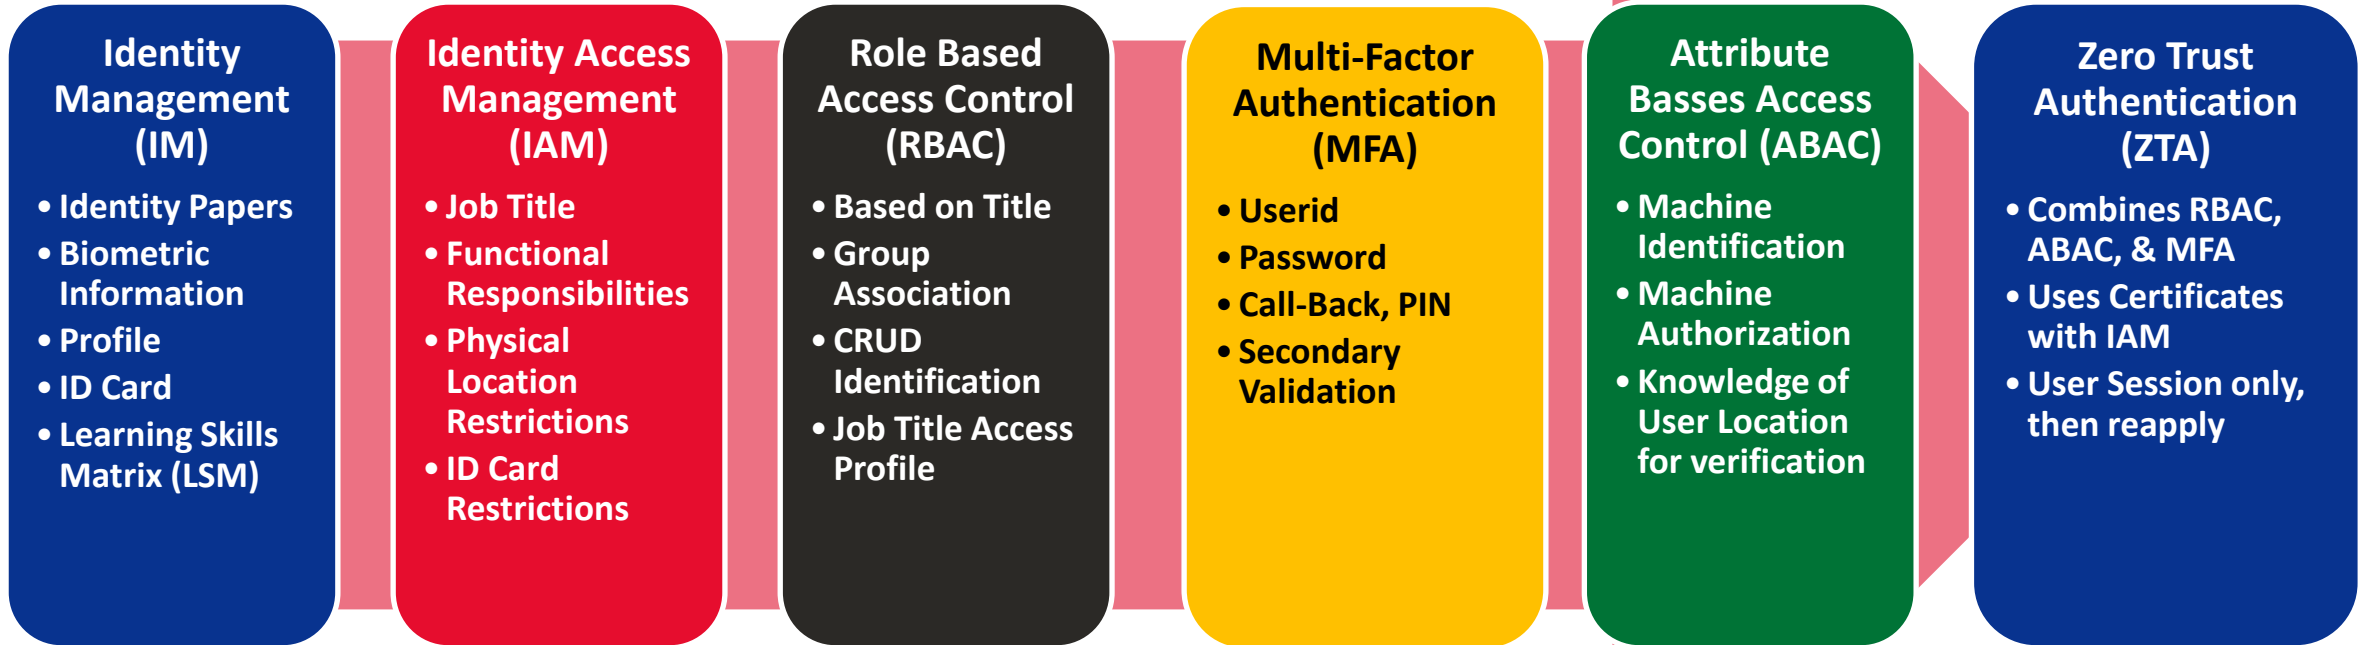 Identity
Management
(IM)
• Identity Papers
• Biometric
Information
• Profile
• ID Card
• Learning Skills
Matrix (LSM)
Identity Access
Management
(IAM)
• Job Title
• Functional
Responsibilities
• Physical
Location
Restrictions
• ID Card
Restrictions
Role Based
Access Control
(RBAC)
• Based on Title
• Group
Association
• CRUD
Identification
• Job Title Access
Profile
Multi-Factor
Authentication
(MFA)
• Userid
• Password
• Call-Back, PIN
• Secondary
Validation
Attribute
Basses Access
Control (ABAC)
• Machine
Identification
• Machine
Authorization
• Knowledge of
User Location
for verification
Zero Trust
Authentication
(ZTA)
• Combines RBAC,
ABAC, & MFA
• Uses Certificates
with IAM
• User Session only,
then reapply